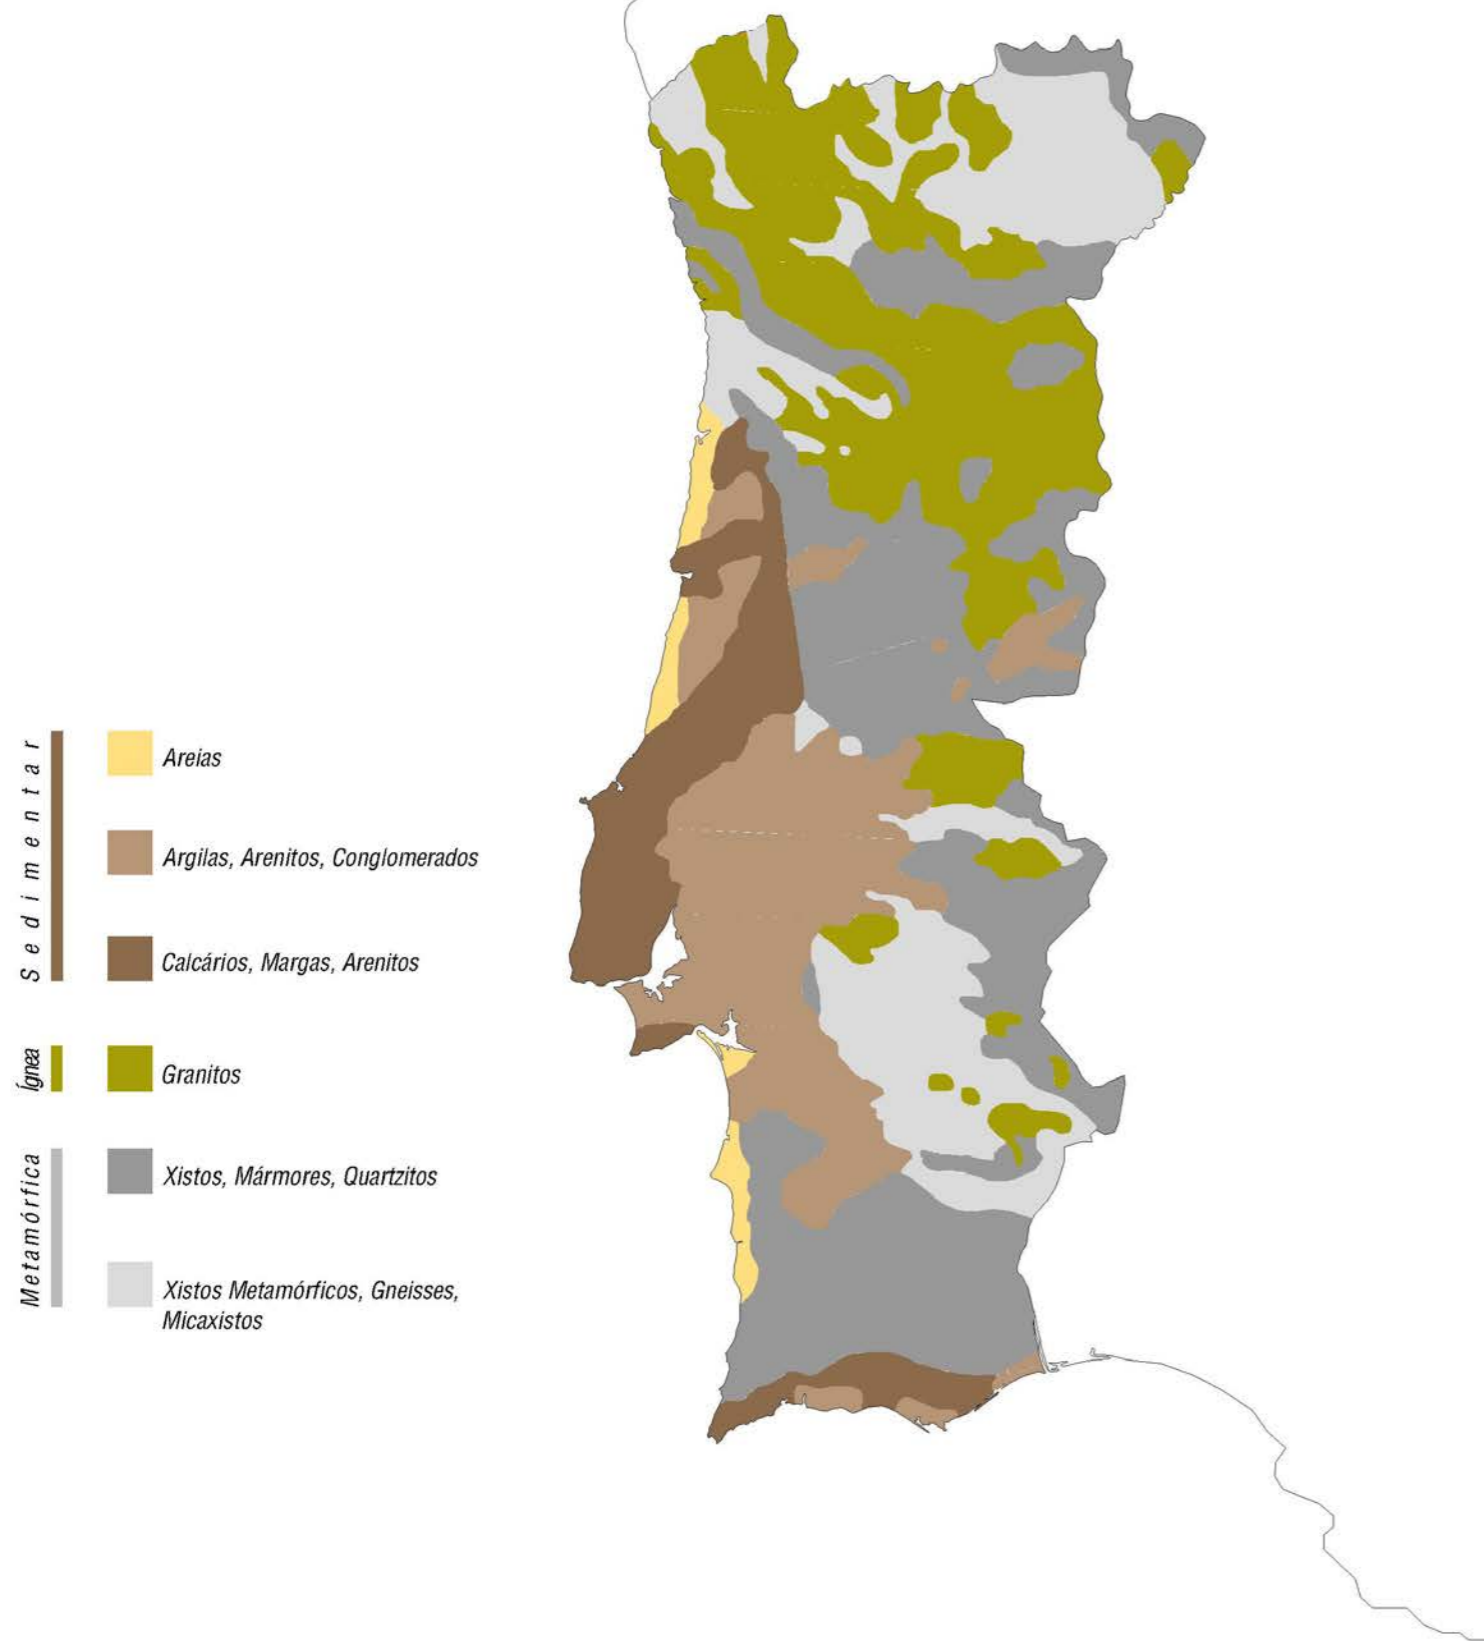 Sedimentar
Areias
Argilas, Arenitos, Conglomerados
Calcários, Margas, Arenitos
Ígnea
Granitos
Metamórfica
Xistos, Mármores, Quartzitos
Xistos Metamórficos, Gneisses,
Micaxistos